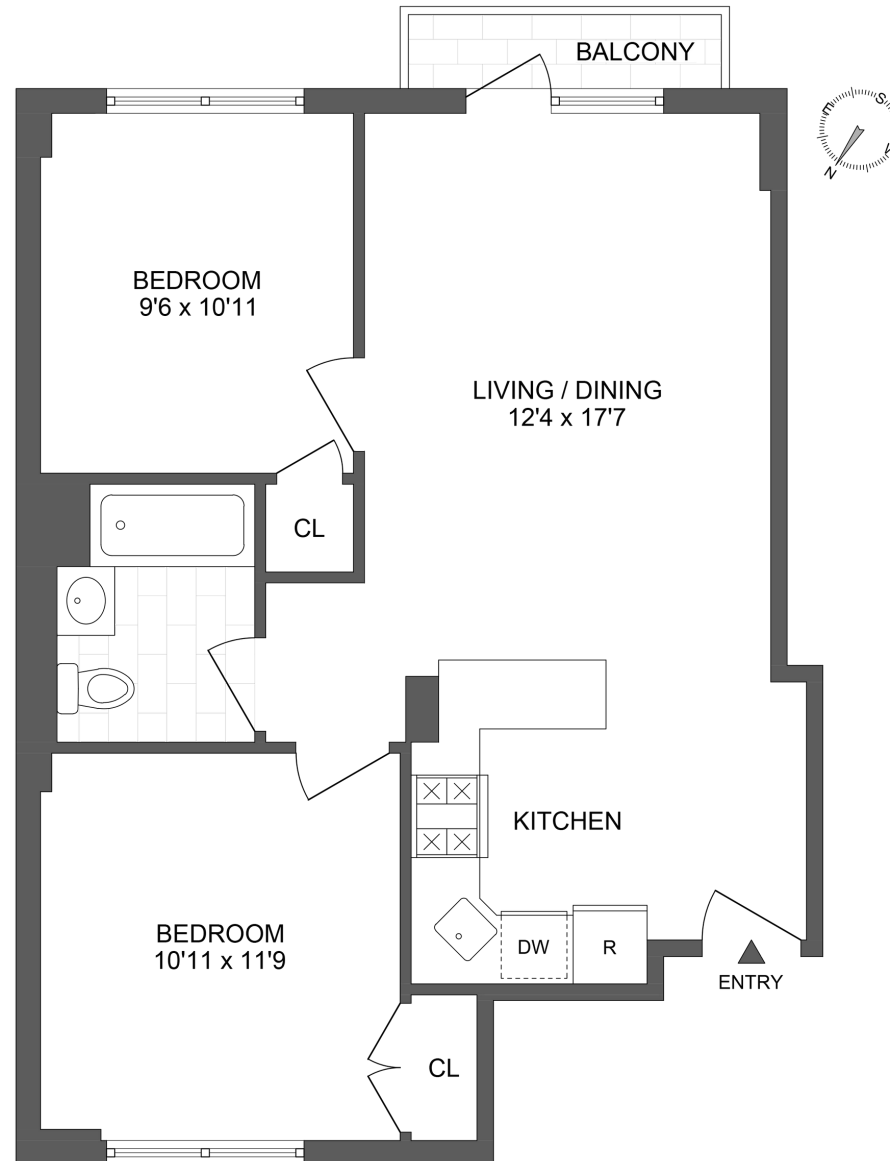 BALCONY
E
S
N
BEDROOM
9'6 x 10'11
LIVING / DINING
12'4 x 17'7
CL
KITCHEN
BEDROOM
10'11 x 11'9
DW
R
ENTRY
CL